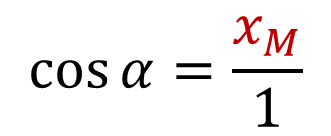 cos α = x_M / 1